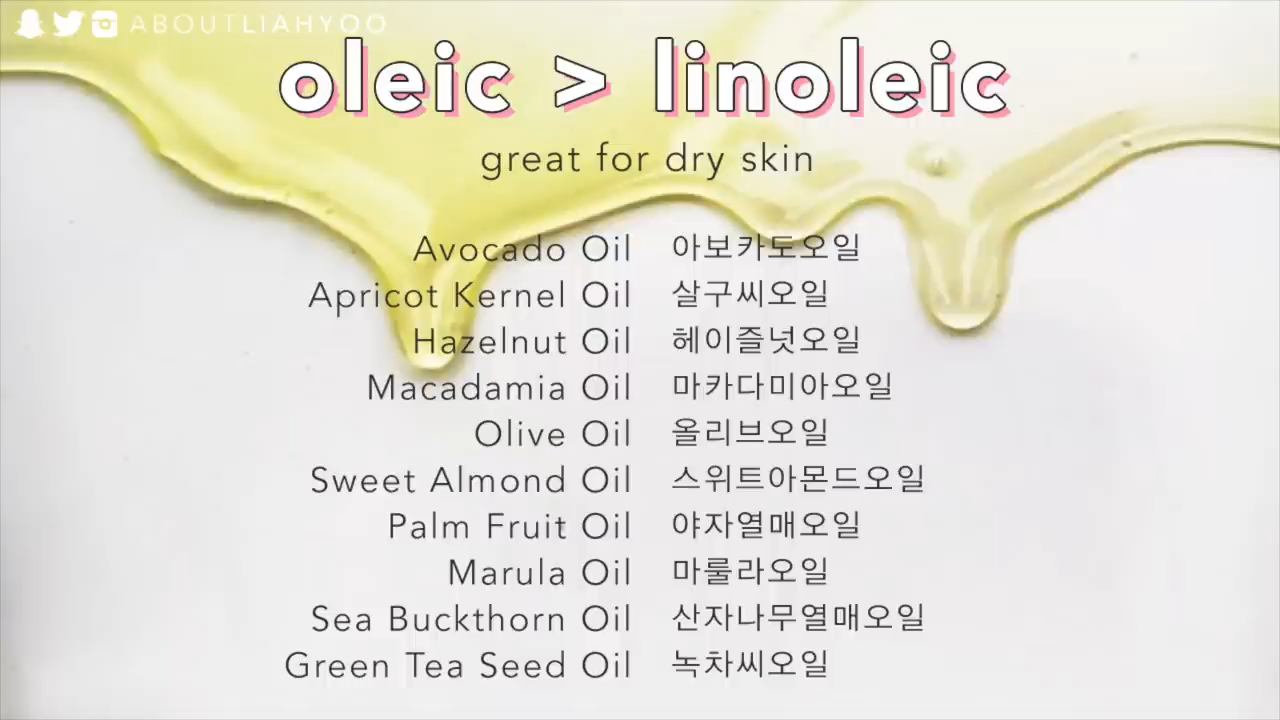 ABOUTLIAHYOO
oleic > linoleic
great for dry skin
Avocado Oil 아보카도오일
Apricot Kernel Oil 살구씨오일
Hazelnut Oil 헤이즐넛오일
Macadamia Oil 마카다미아오일
Olive Oil 올리브오일
Sweet Almond Oil 스위트아몬드오일
Palm Fruit Oil 야자열매오일
Marula Oil 마룰라오일
Sea Buckthorn Oil 산자나무열매오일
Green Tea Seed Oil 녹차씨오일